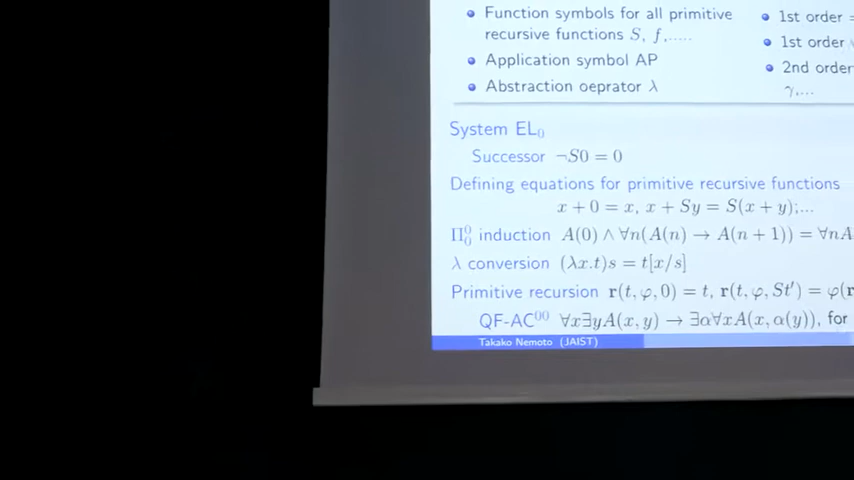 Function symbols for all primitive
recursive functions S, f,.....
Application symbol AP
Abstraction oeprator λ
1st order =
1st order
2nd order
γ,...
System EL₀
Successor ¬S0 = 0
Defining equations for primitive recursive functions
x + 0 = x, x + Sy = S(x + y);...
Π⁰₀ induction A(0) ∧ ∀n(A(n) → A(n + 1)) = ∀nA
λ conversion (λx.t)s = t[x/s]
Primitive recursion r(t, φ, 0) = t, r(t, φ, St′) = φ(r
QF-AC⁰⁰ ∀x∃yA(x, y) → ∃α∀xA(x, α(y)), for
Takako Nemoto (JAIST)